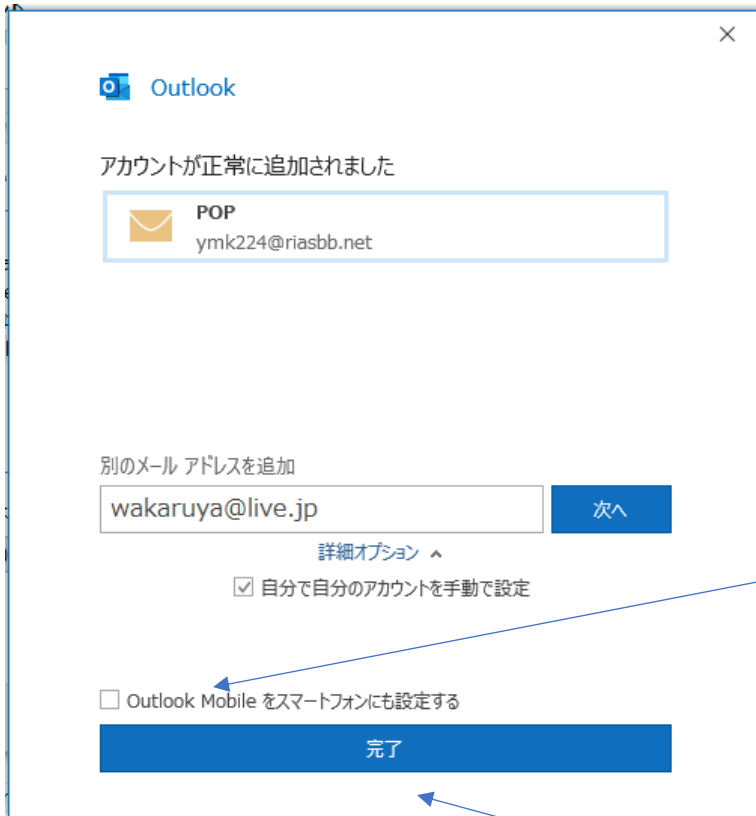 Outlook
アカウントが正常に追加されました
POP
ymk224@riasbb.net
別のメール アドレスを追加
wakaruya@live.jp
次へ
詳細オプション
自分で自分のアカウントを手動で設定
Outlook Mobile をスマートフォンにも設定する
完了